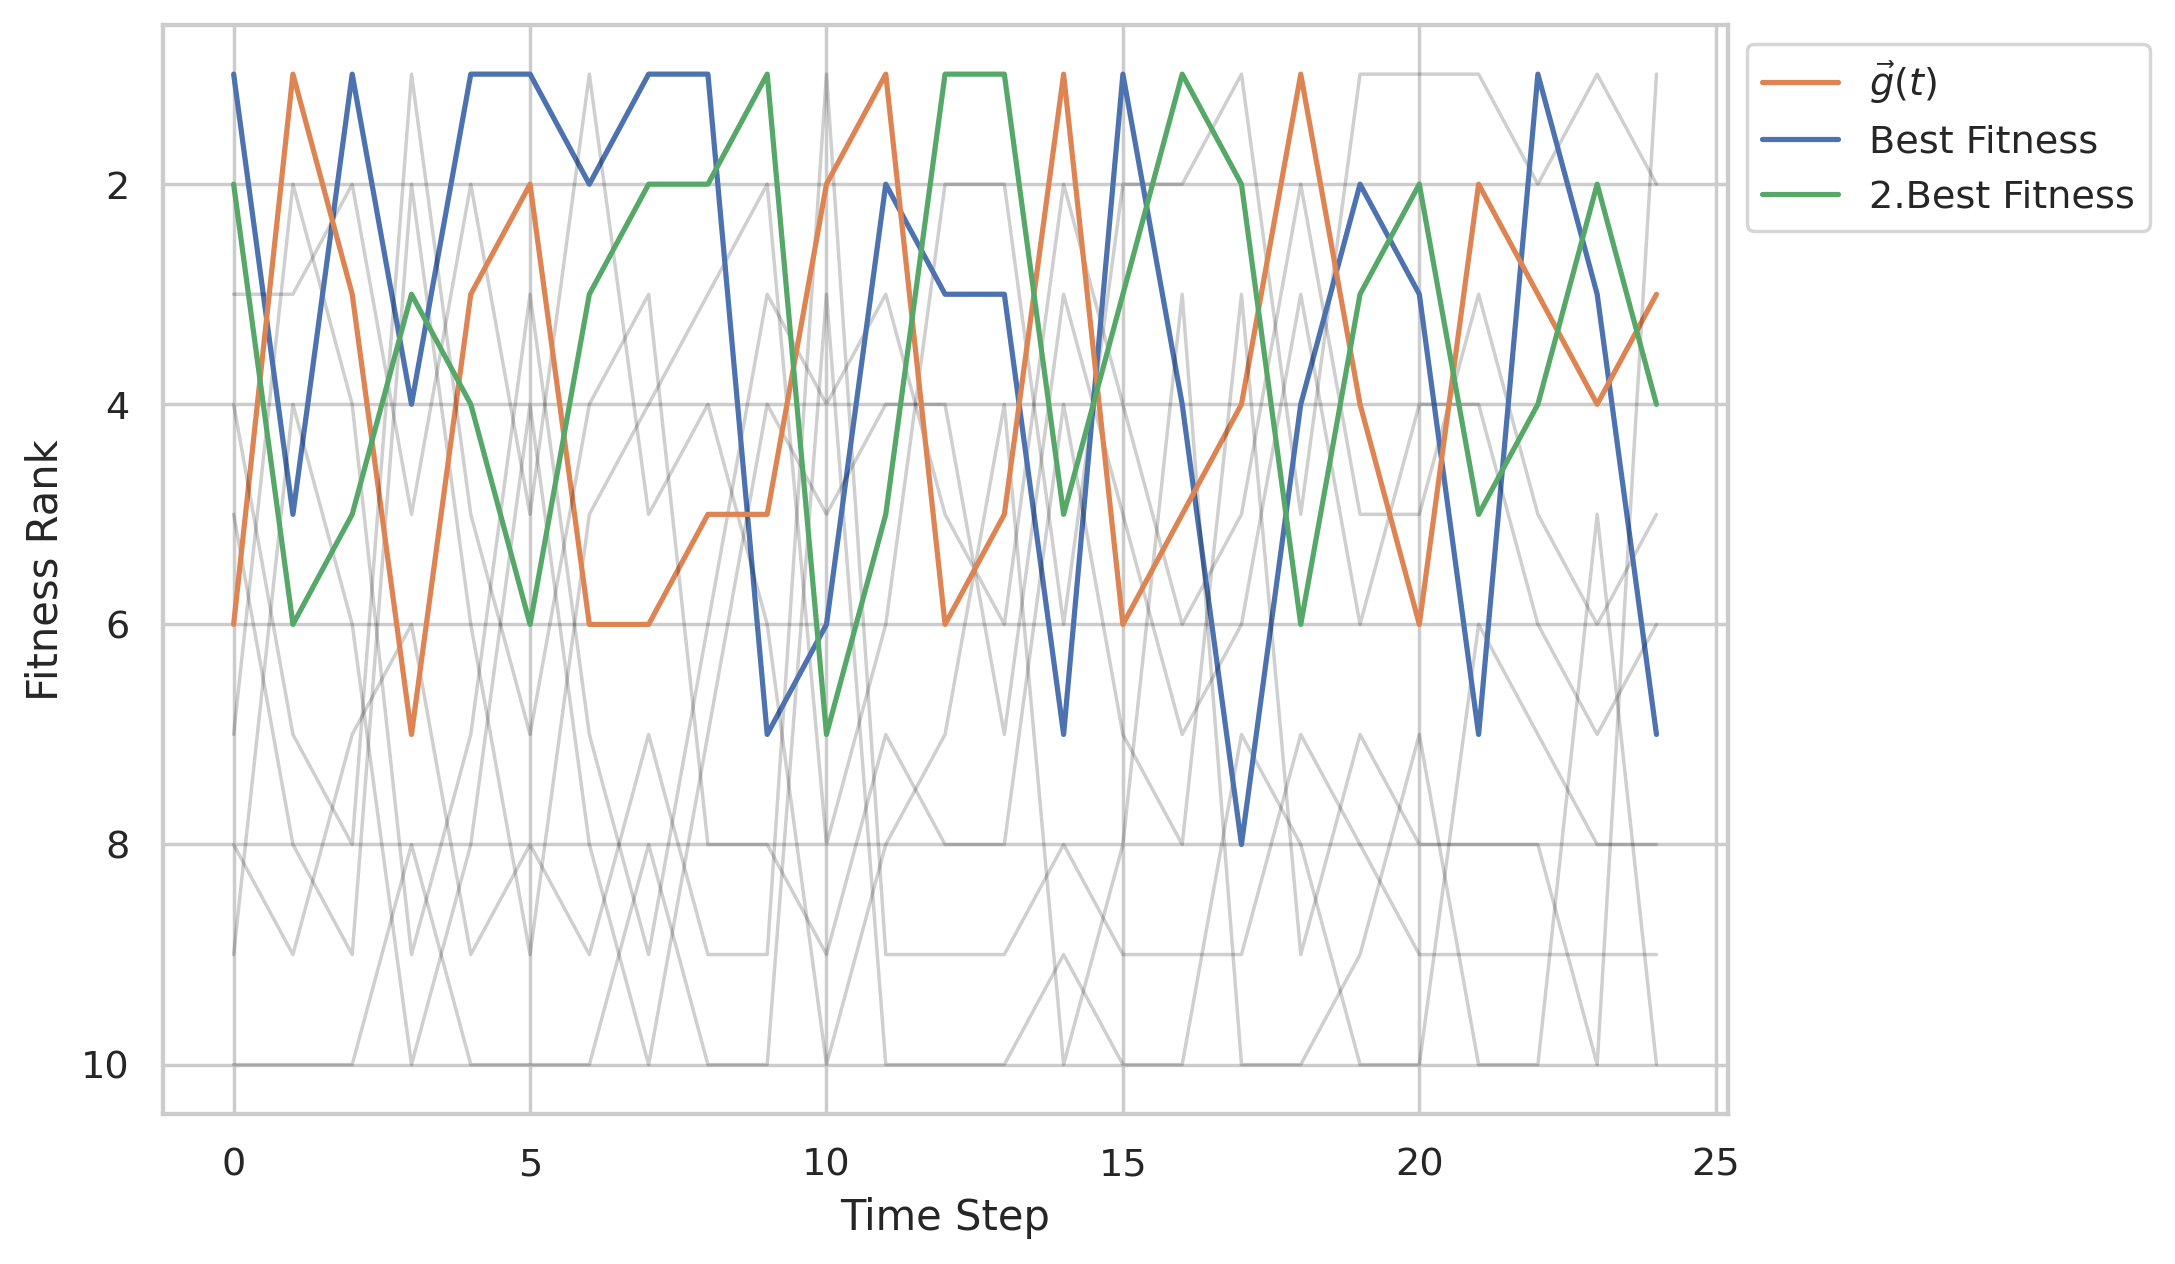 g⃗(t)
Best Fitness
2.Best Fitness
Fitness Rank
2
4
6
8
10
0 5 10 15 20 25
Time Step